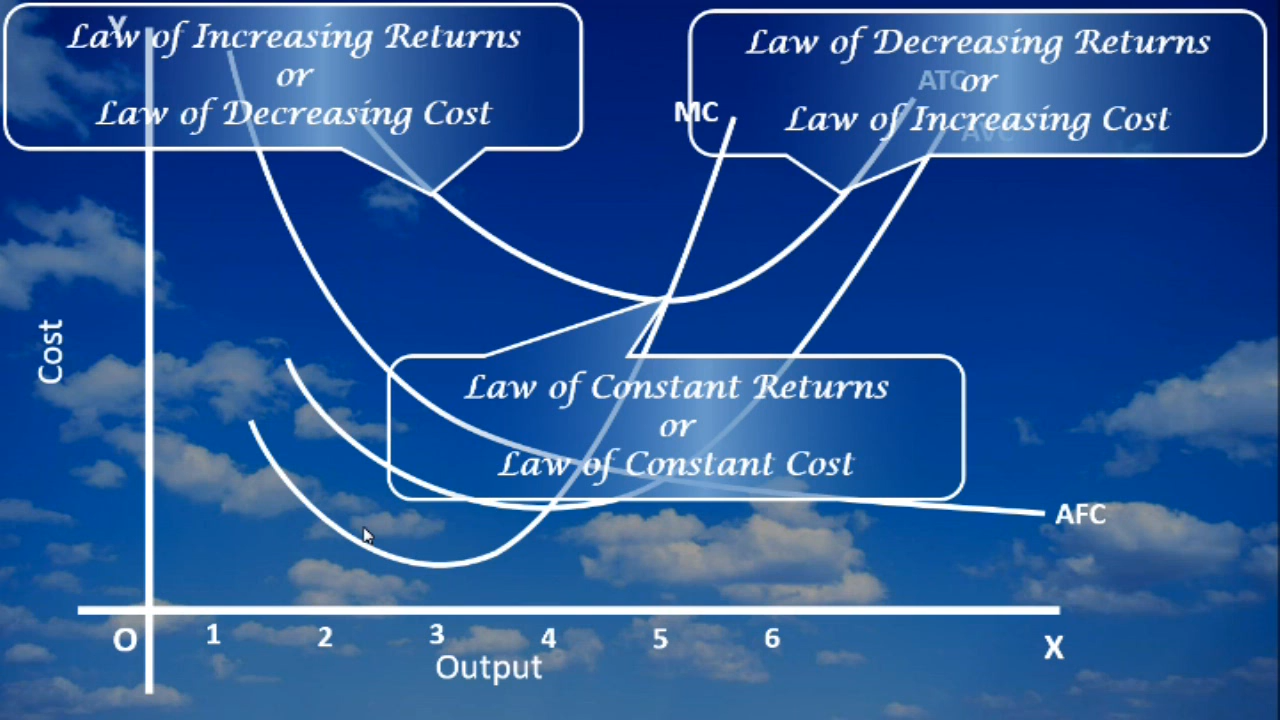 Y
Law of Increasing Returns
or
Law of Decreasing Cost
Law of Decreasing Returns
or
Law of Increasing Cost
ATC
AVC
MC
Cost
Law of Constant Returns
or
Law of Constant Cost
AFC
O
1 2 3 4 5 6
X
Output